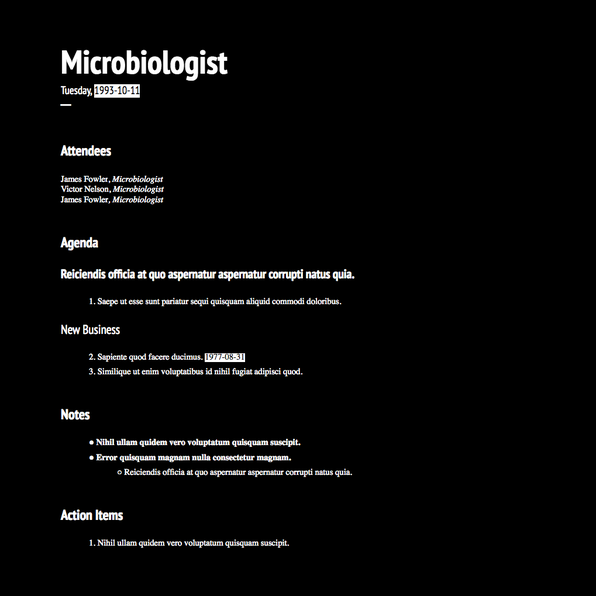 Microbiologist
Tuesday, 1993-10-11
Attendees
James Fowler, Microbiologist
Victor Nelson, Microbiologist
James Fowler, Microbiologist
Agenda
Reiciendis officia at quo aspernatur aspernatur corrupti natus quia.
1. Saepe ut esse sunt pariatur sequi quisquam aliquid commodi doloribus.
New Business
2. Sapiente quod facere ducimus. 1977-08-31
3. Similique ut enim voluptatibus id nihil fugiat adipisci quod.
Notes
• Nihil ullam quidem vero voluptatum quisquam suscipit.
• Error quisquam magnam nulla consectetur magnam.
○ Reiciendis officia at quo aspernatur aspernatur corrupti natus quia.
Action Items
1. Nihil ullam quidem vero voluptatum quisquam suscipit.